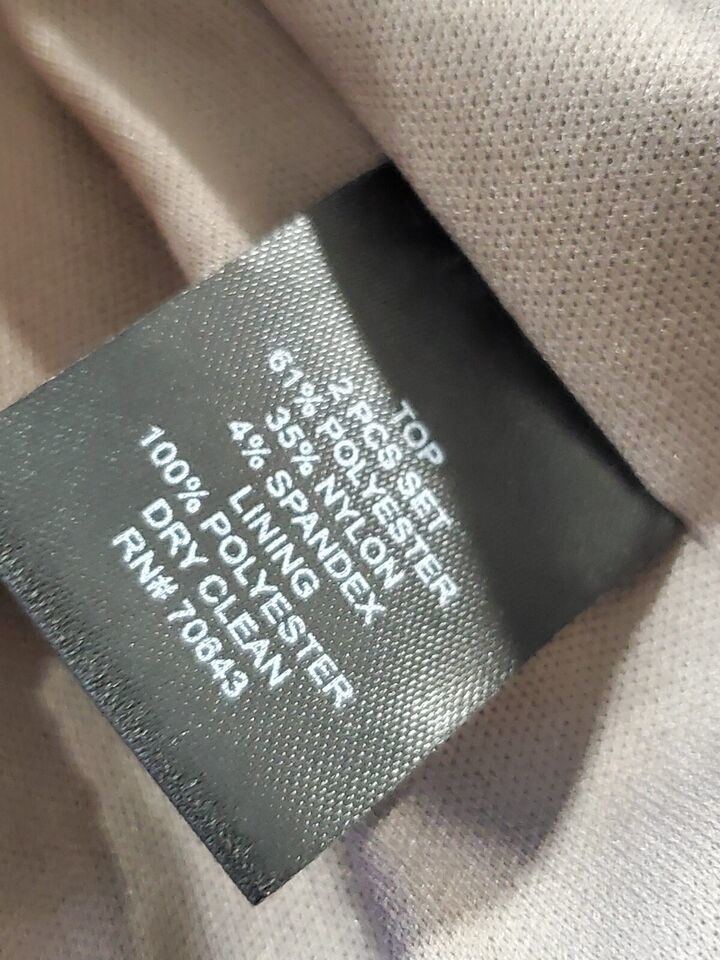 TOP
2 PCS SET
61% POLYESTER
35% NYLON
4% SPANDEX
LINING
100% POLYESTER
DRY CLEAN
RN# 70643